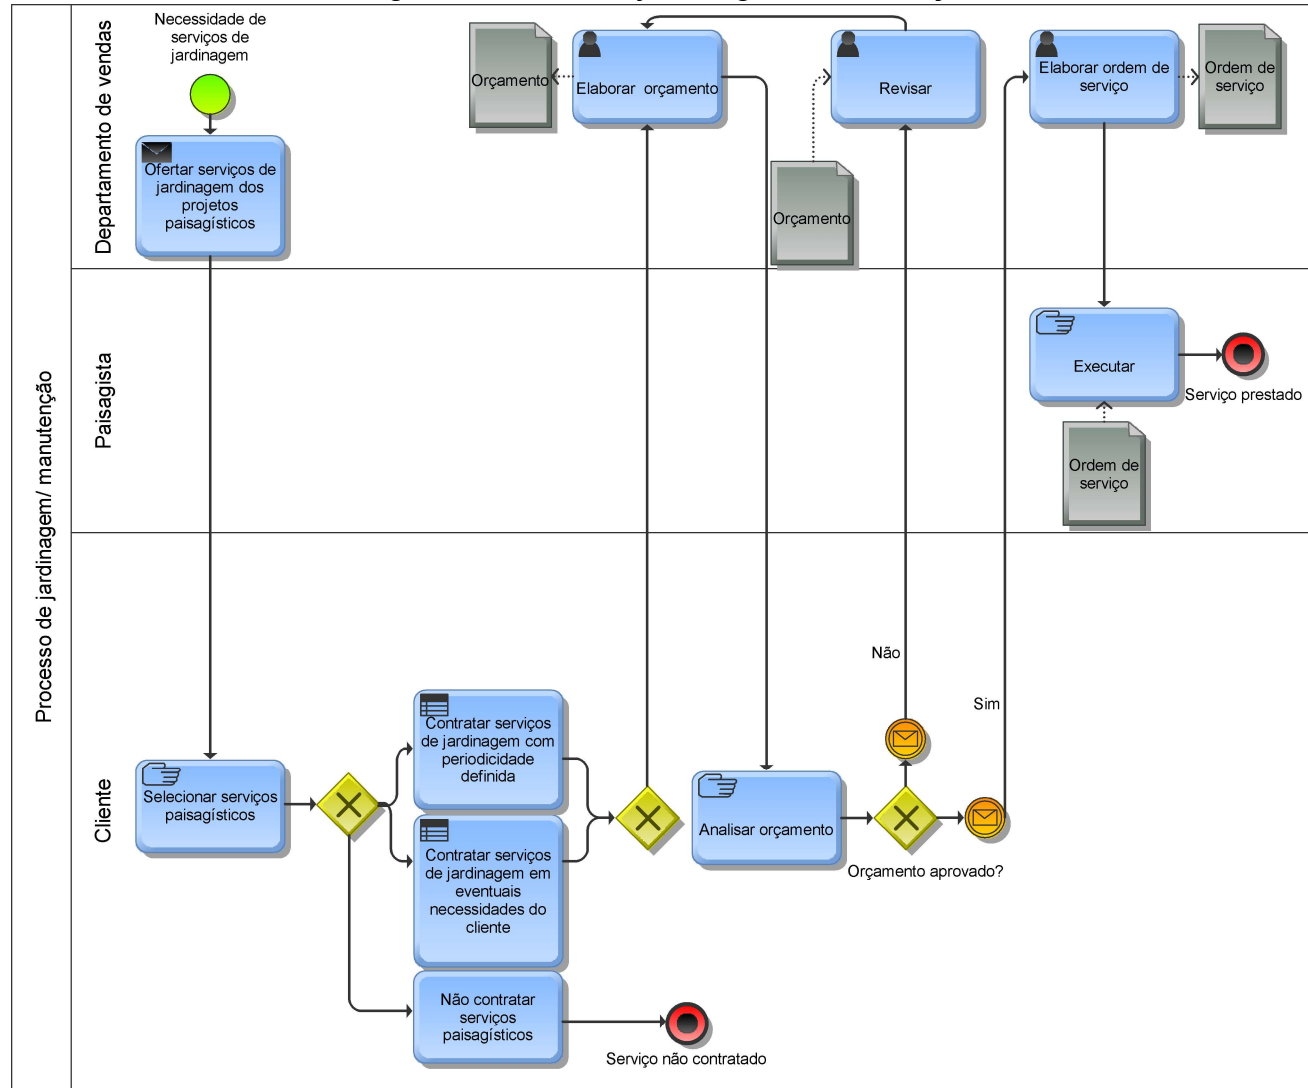 Necessidade de
serviços de
jardinagem
Orçamento
Elaborar orçamento
Revisar
Elaborar ordem de
serviço
Ordem de
serviço
Ofertar serviços de
jardinagem dos
projetos
paisagísticos
Orçamento
Departamento de vendas
Executar
Serviço prestado
Ordem de
serviço
Paisagista
Processo de jardinagem/ manutenção
Não
Sim
Contratar serviços
de jardinagem com
periodicidade
definida
Selecionar serviços
paisagísticos
Analisar orçamento
Orçamento aprovado?
Contratar serviços
de jardinagem em
eventuais
necessidades do
cliente
Não contratar
serviços
paisagísticos
Serviço não contratado
Cliente